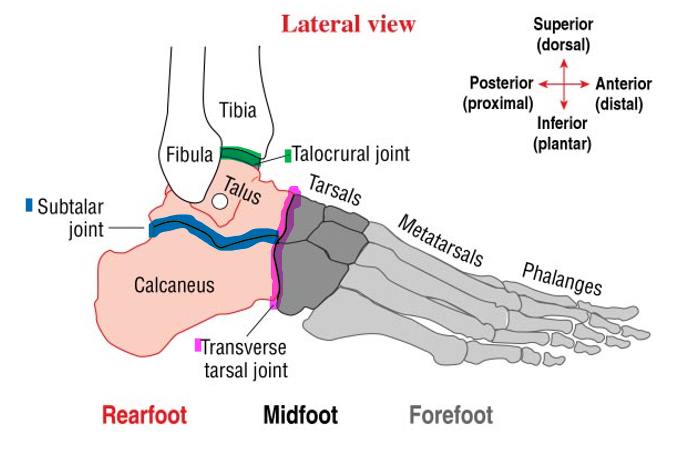 Lateral view
Superior
(dorsal)
Posterior
(proximal)
Anterior
(distal)
Inferior
(plantar)
Tibia
Fibula
Talocrural joint
Talus
Tarsals
Subtalar
joint
Metatarsals
Phalanges
Calcaneus
Transverse
tarsal joint
Rearfoot
Midfoot
Forefoot